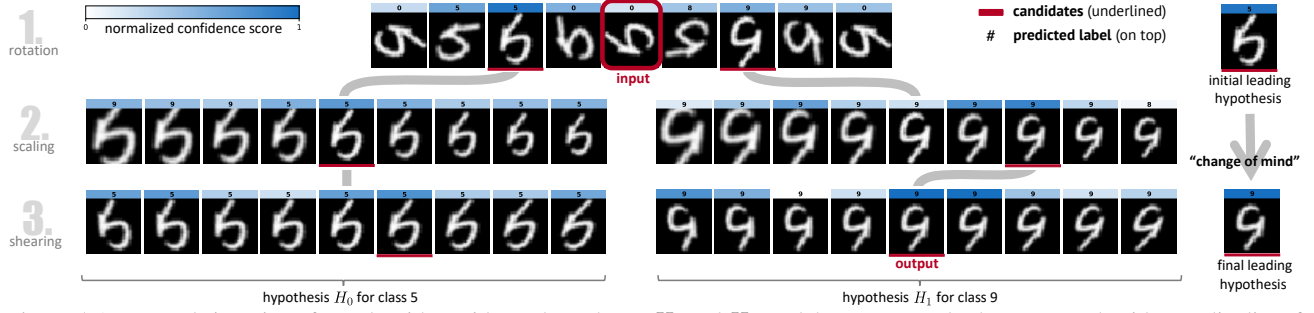 1.
rotation
0 1
normalized confidence score
0 5 5 0 0 8 9 9 0
input
candidates (underlined)
# predicted label (on top)
5
initial leading
hypothesis
2.
scaling
9 9 9 5 5 5 5 5 5
9 9 9 9 9 9 9 9 8
"change of mind"
3.
shearing
5 5 5 5 5 5 5 5 5
9 9 9 9 9 9 9 9 9
output
9
final leading
hypothesis
hypothesis H₀ for class 5
hypothesis H₁ for class 9